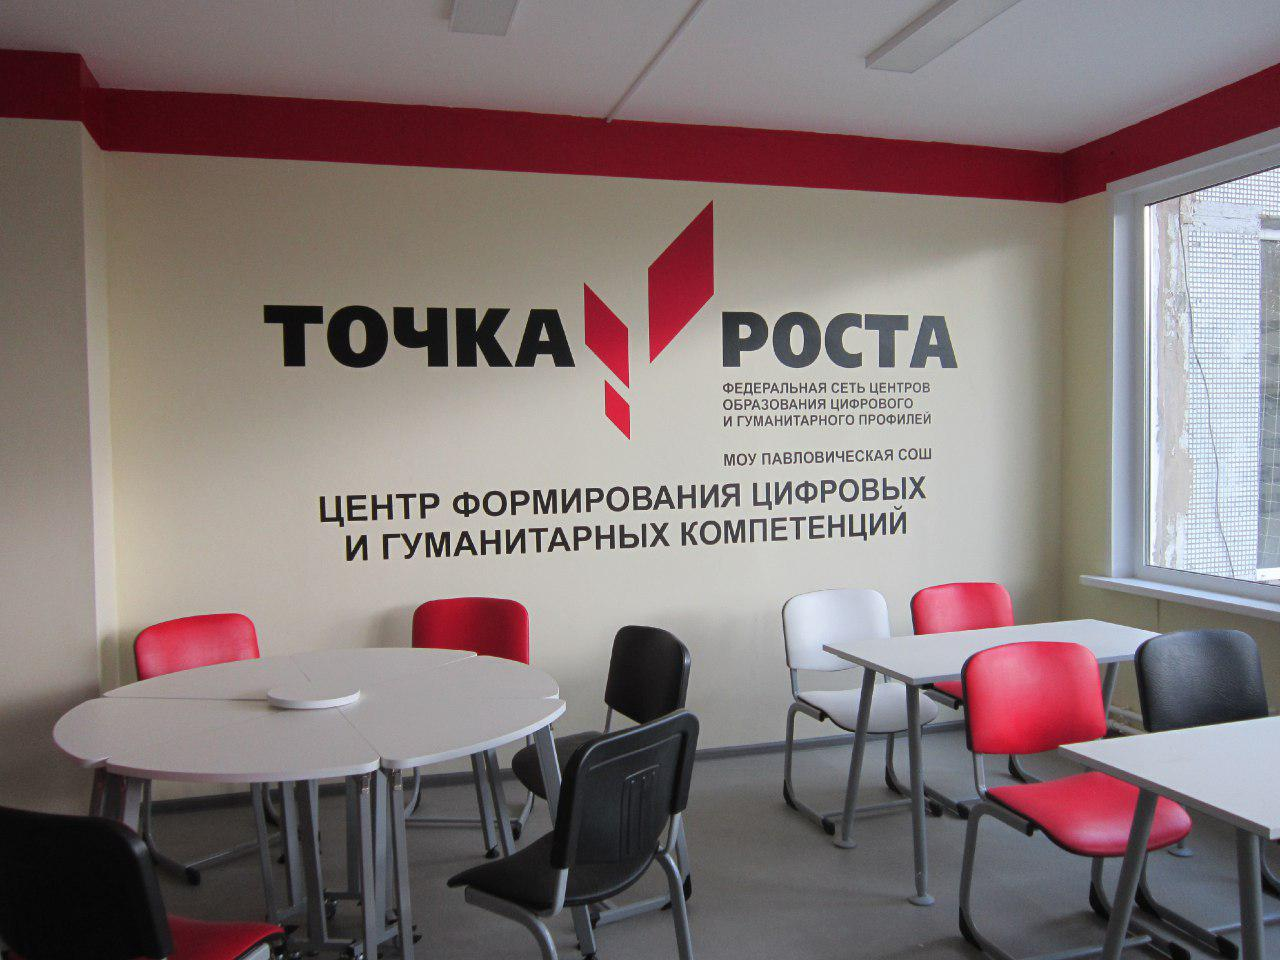 ТОЧКА РОСТА
ФЕДЕРАЛЬНАЯ СЕТЬ ЦЕНТРОВ
ОБРАЗОВАНИЯ ЦИФРОВОГО
И ГУМАНИТАРНОГО ПРОФИЛЕЙ
МОУ ПАВЛОВИЧЕСКАЯ СОШ
ЦЕНТР ФОРМИРОВАНИЯ ЦИФРОВЫХ
И ГУМАНИТАРНЫХ КОМПЕТЕНЦИЙ